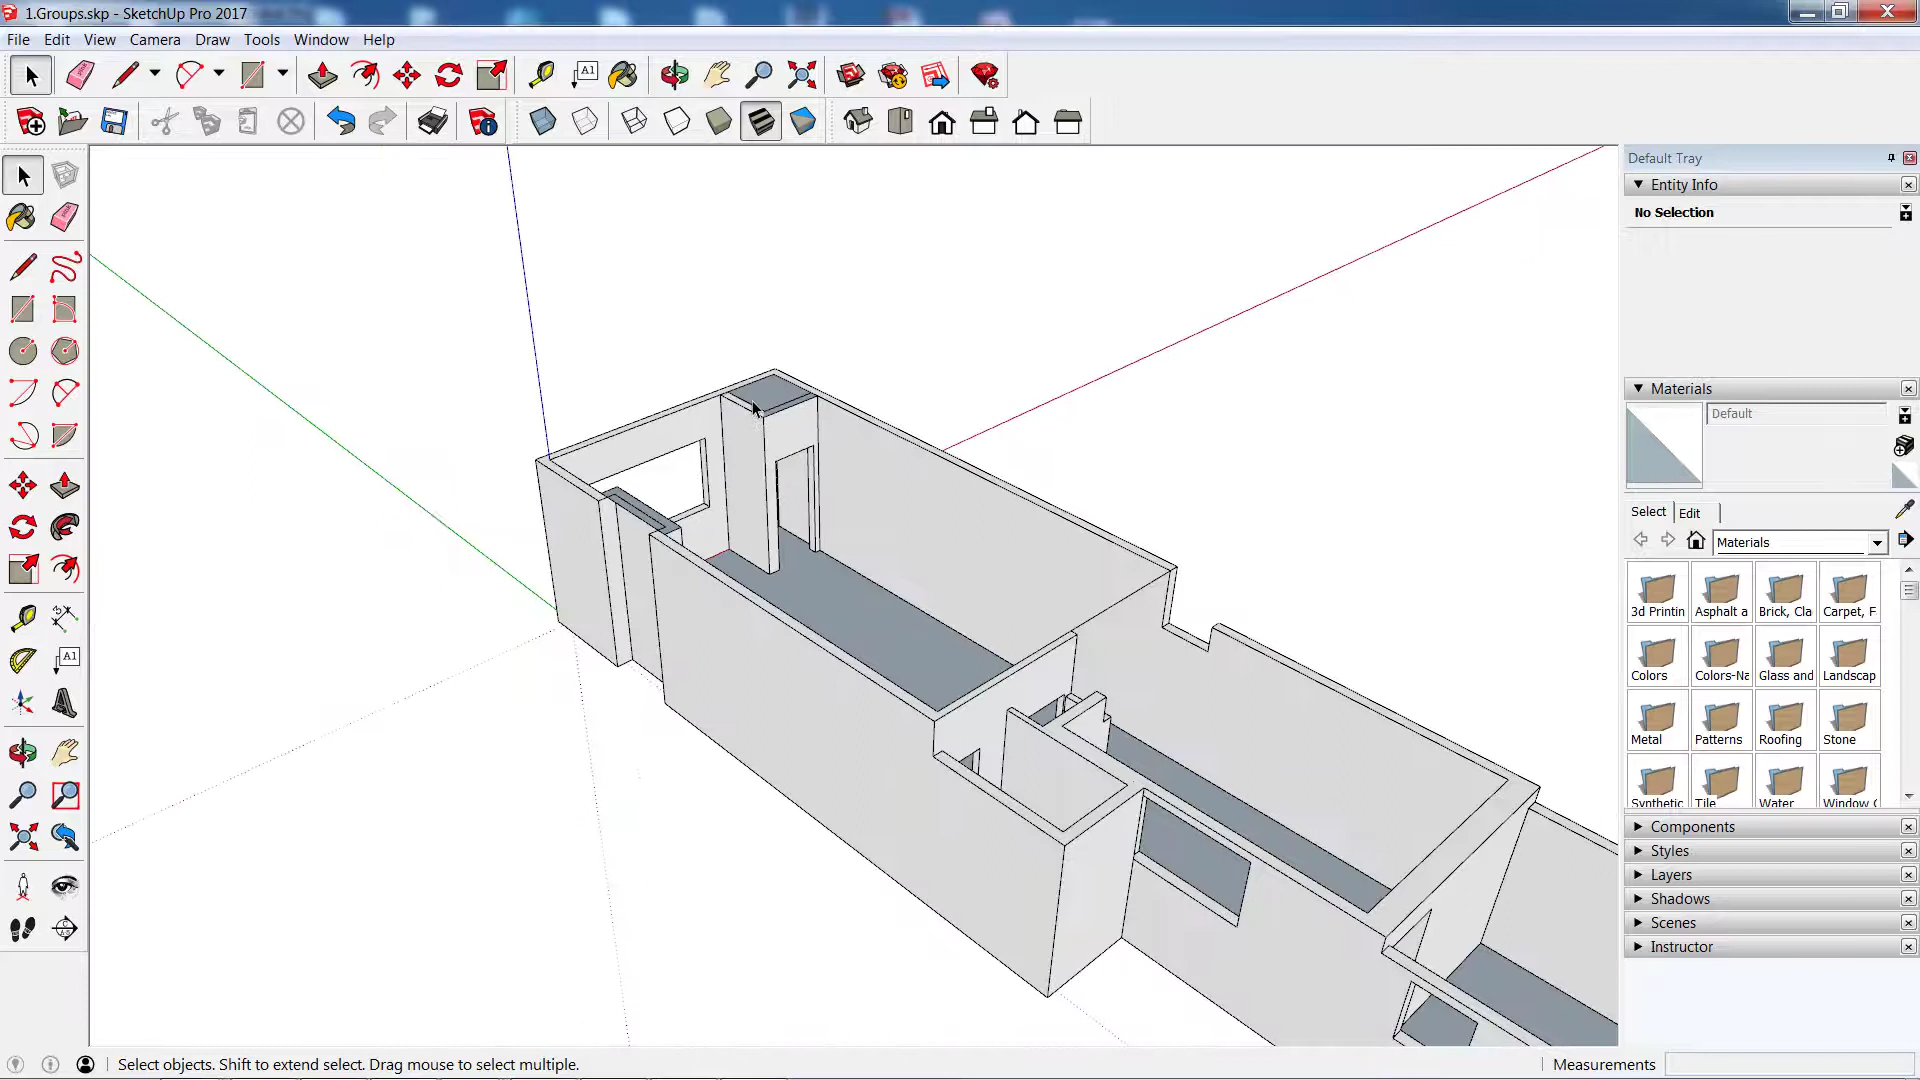 1.Groups.skp - SketchUp Pro 2017
File Edit View Camera Draw Tools Window Help
A1
Default Tray
Entity Info
No Selection
Materials
Default
Select Edit
Materials
3d Printin Asphalt a Brick, Cla Carpet, F
Colors Colors-Na Glass and Landscap
Metal Patterns Roofing Stone
Synthetic Tile Water Window C
Components
Styles
Layers
Shadows
Scenes
Instructor
A1
Select objects. Shift to extend select. Drag mouse to select multiple.
Measurements